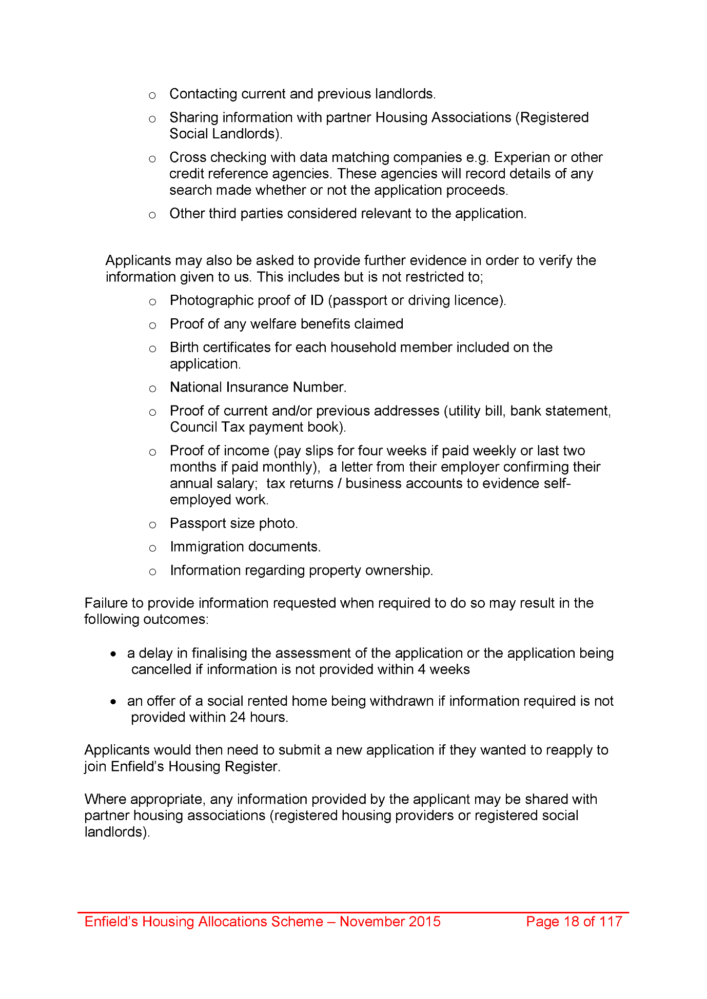 o Contacting current and previous landlords.
o Sharing information with partner Housing Associations (Registered
Social Landlords).
o Cross checking with data matching companies e.g. Experian or other
credit reference agencies. These agencies will record details of any
search made whether or not the application proceeds.
o Other third parties considered relevant to the application.
Applicants may also be asked to provide further evidence in order to verify the
information given to us. This includes but is not restricted to;
o Photographic proof of ID (passport or driving licence).
o Proof of any welfare benefits claimed
o Birth certificates for each household member included on the
application.
o National Insurance Number.
o Proof of current and/or previous addresses (utility bill, bank statement,
Council Tax payment book).
o Proof of income (pay slips for four weeks if paid weekly or last two
months if paid monthly),  a letter from their employer confirming their
annual salary;  tax returns / business accounts to evidence self-
employed work.
o Passport size photo.
o Immigration documents.
o Information regarding property ownership.
Failure to provide information requested when required to do so may result in the
following outcomes:
• a delay in finalising the assessment of the application or the application being
cancelled if information is not provided within 4 weeks
• an offer of a social rented home being withdrawn if information required is not
provided within 24 hours.
Applicants would then need to submit a new application if they wanted to reapply to
join Enfield’s Housing Register.
Where appropriate, any information provided by the applicant may be shared with
partner housing associations (registered housing providers or registered social
landlords).
Enfield’s Housing Allocations Scheme – November 2015 Page 18 of 117